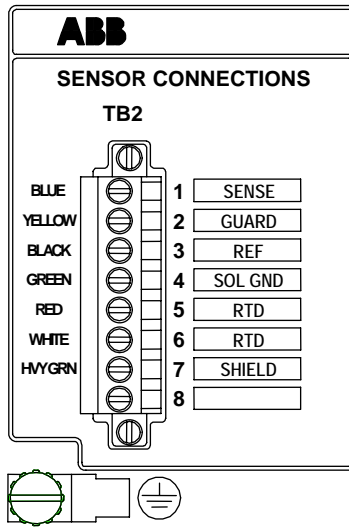 ABB
SENSOR CONNECTIONS
TB2
BLUE 1 SENSE
YELLOW 2 GUARD
BLACK 3 REF
GREEN 4 SOL GND
RED 5 RTD
WHITE 6 RTD
HVYGRN 7 SHIELD
8